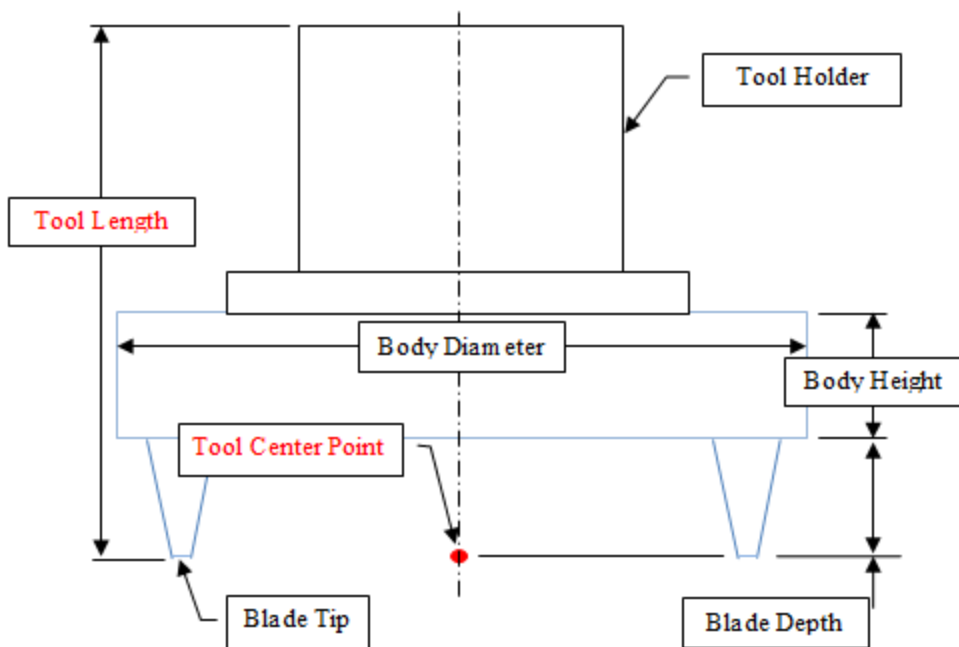 Tool Holder
Tool Length
Body Diameter
Body Height
Tool Center Point
Blade Tip
Blade Depth